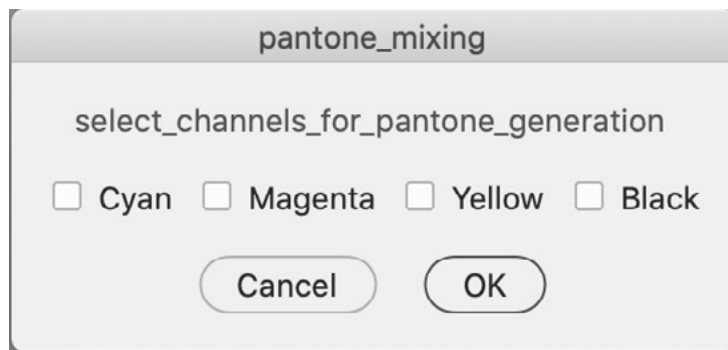 pantone_mixing
select_channels_for_pantone_generation
Cyan Magenta Yellow Black
Cancel OK